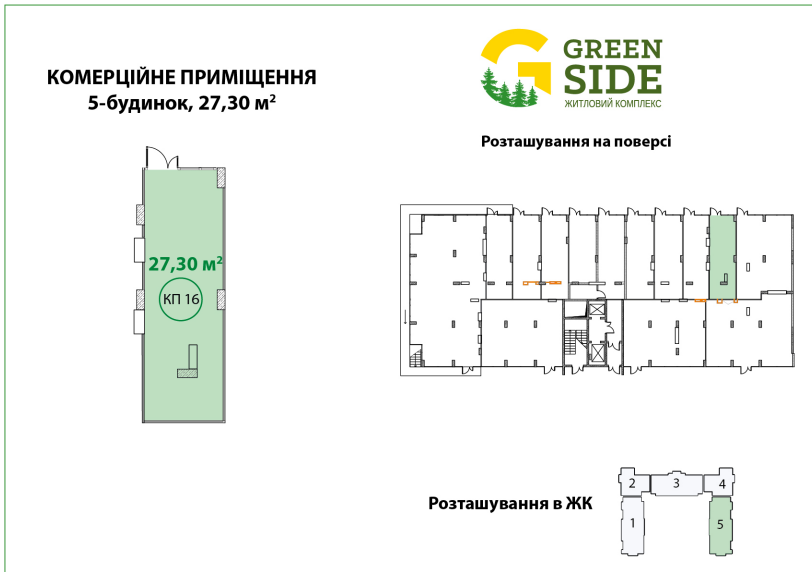 КОМЕРЦІЙНЕ ПРИМІЩЕННЯ
5-будинок, 27,30 м²
27,30 м²
КП 16
GREEN
SIDE
ЖИТЛОВИЙ КОМПЛЕКС
Розташування на поверсі
Розташування в ЖК
2
3
4
1
5